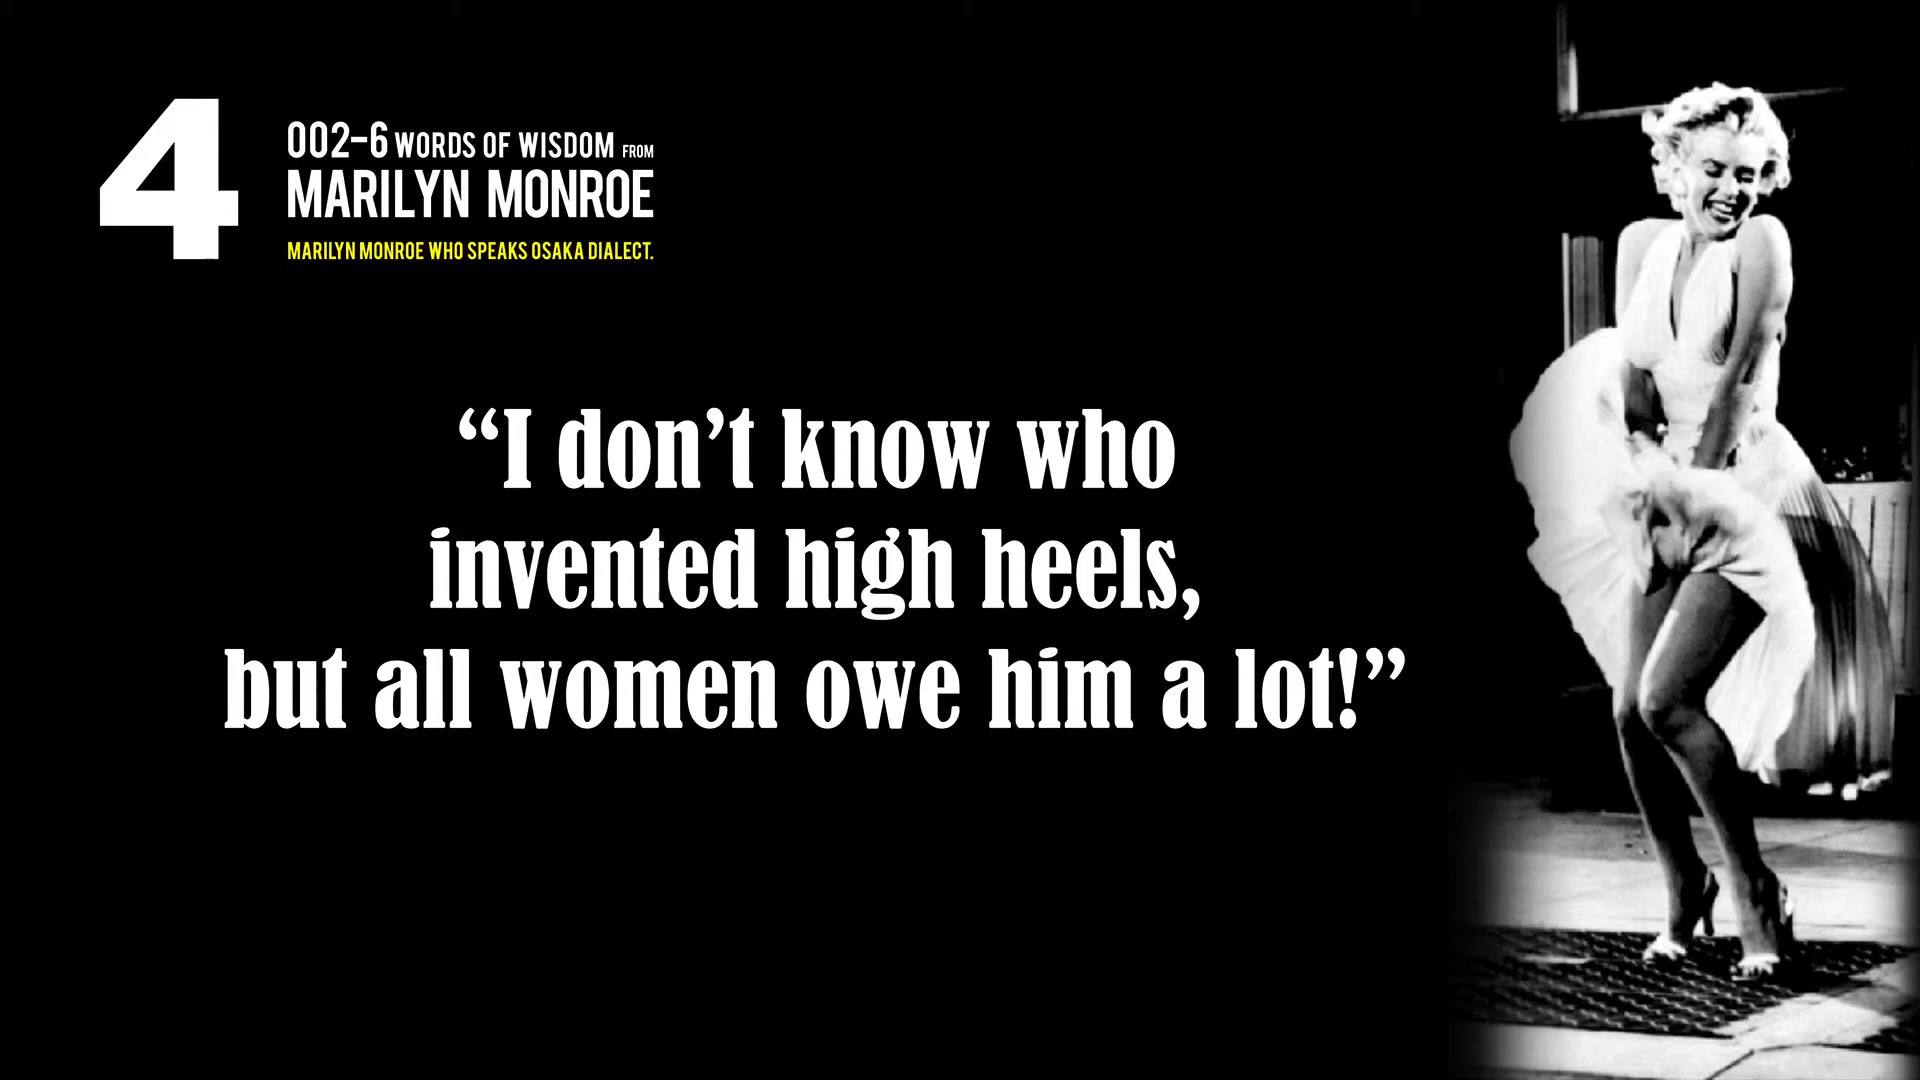 4
002-6 WORDS OF WISDOM FROM
MARILYN MONROE
MARILYN MONROE WHO SPEAKS OSAKA DIALECT.
“I don’t know who
invented high heels,
but all women owe him a lot!”